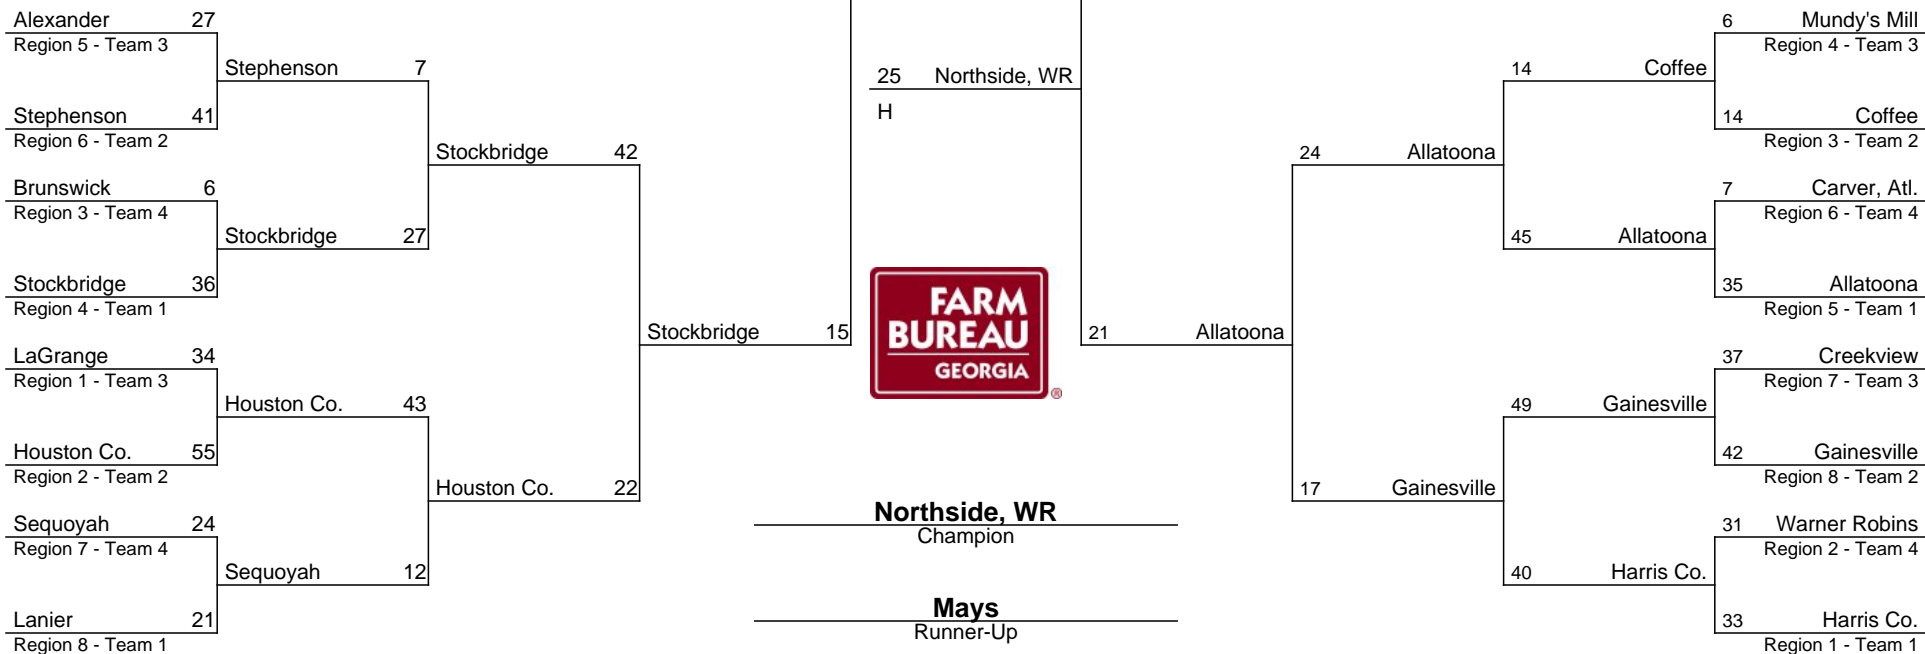 Alexander 27
Region 5 - Team 3
Stephenson 7
Stephenson 41
Region 6 - Team 2
Stockbridge 42
Brunswick 6
Region 3 - Team 4
Stockbridge 27
Stockbridge 36
Region 4 - Team 1
Stockbridge 15
LaGrange 34
Region 1 - Team 3
Houston Co. 43
Houston Co. 55
Region 2 - Team 2
Houston Co. 22
Sequoyah 24
Region 7 - Team 4
Sequoyah 12
Lanier 21
Region 8 - Team 1
25 Northside, WR
H
FARM
BUREAU
GEORGIA
®
Northside, WR
Champion
Mays
Runner-Up
6 Mundy's Mill
Region 4 - Team 3
14 Coffee
14 Coffee
Region 3 - Team 2
24 Allatoona
7 Carver, Atl.
Region 6 - Team 4
45 Allatoona
35 Allatoona
Region 5 - Team 1
21 Allatoona
37 Creekview
Region 7 - Team 3
49 Gainesville
42 Gainesville
Region 8 - Team 2
17 Gainesville
31 Warner Robins
Region 2 - Team 4
40 Harris Co.
33 Harris Co.
Region 1 - Team 1